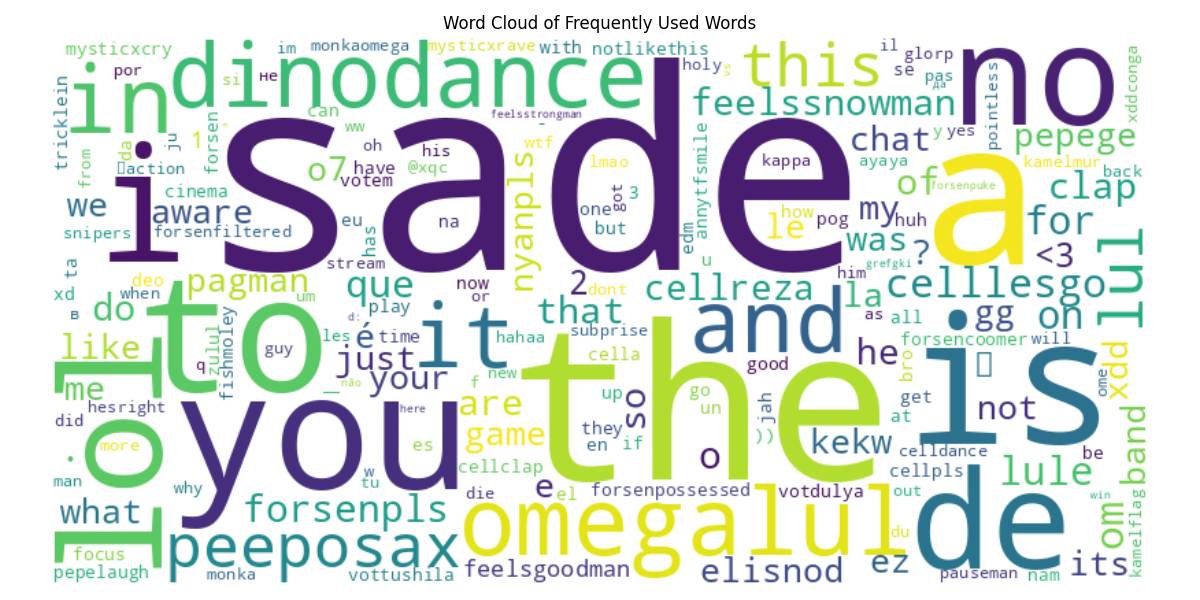 Word Cloud of Frequently Used Words
mysticxcry im monkaomega mysticxrave with notlikethis il glorp
in dinodance holy vs this se no xddconga
por si не pas да
tricklein can feelsstrongman feelssnowman pointless
da ju 1 forsen ww oh his wtf lmao chat y yes pepege
from action o7 have @xqc kappa ayaya kamelmur back
isade a
cinema votem nyanpls got 3 annytfsmile of forsenpuke clap
we aware na one le how pog my huh for
snipers forsenfiltered eu has but edm was ? <3 lul
ta stream u him grefgki
deo pagman um que now or 2 dont cellreza la celllesgo
xd when play that as all gg on
в do to d: é time it hahaa subprise and forsencoomer will
like zulul fishmoley guy les just cella good he bro is xdd
me q não your f new up go un get not ome
lol hesright you here are so jah at
did more es game they en if o )) kekw celldance be band
. w tu cellclap the cellpls lule
man why e el die forsenpossessed votdulya out de win
what forsenpls omegalul du om kamelflag
focus peeposax feelsgoodman elisnod ez its
pepelaugh monka vottushila pauseman nam